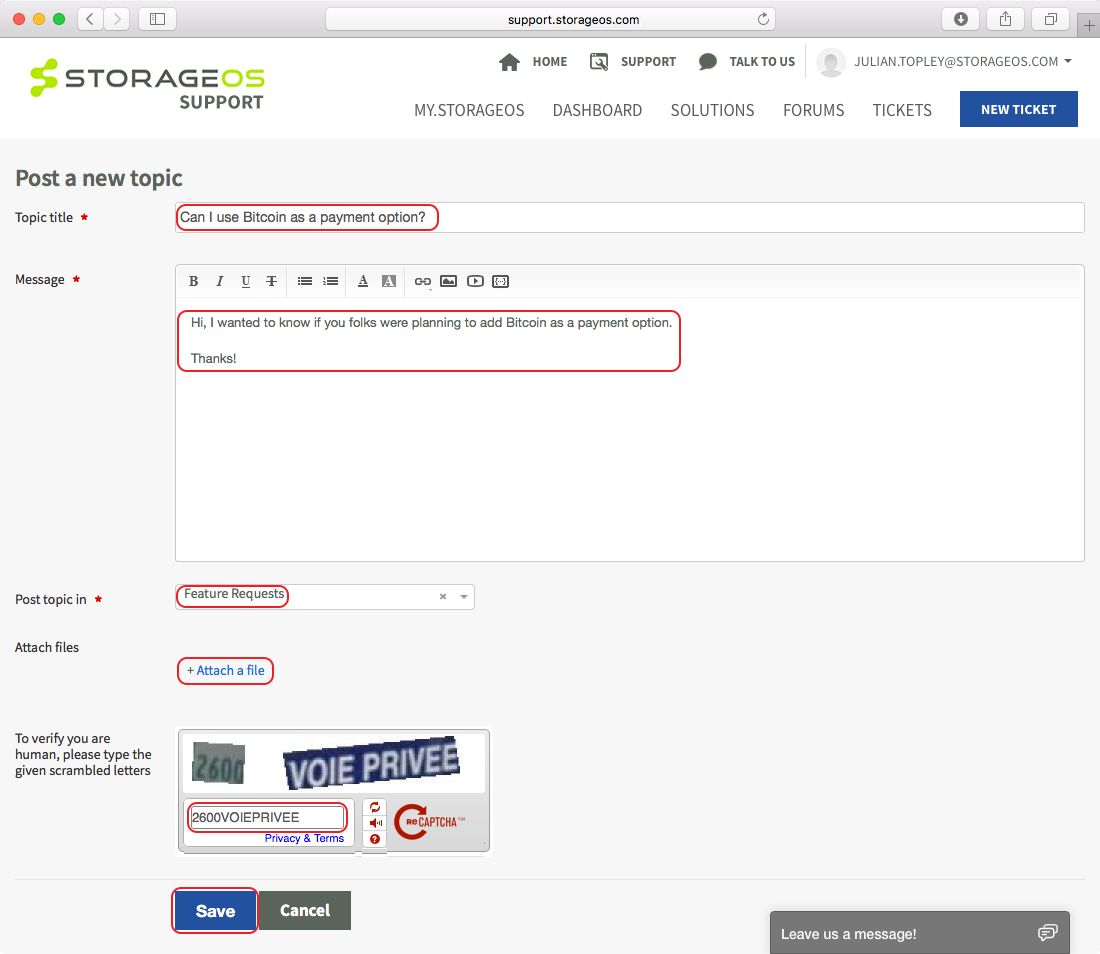 support.storageos.com
HOME
SUPPORT
TALK TO US
JULIAN.TOPLEY@STORAGEOS.COM
STORAGEOS
SUPPORT
MY.STORAGEOS
DASHBOARD
SOLUTIONS
FORUMS
TICKETS
NEW TICKET
Post a new topic
Topic title *
Can I use Bitcoin as a payment option?
Message *
B I U T A A
Hi, I wanted to know if you folks were planning to add Bitcoin as a payment option.
Thanks!
Post topic in *
Feature Requests
Attach files
+ Attach a file
To verify you are
human, please type the
given scrambled letters
2600
VOIE PRIVEE
2600VOIEPRIVEE
Privacy & Terms
reCAPTCHA™
Save
Cancel
Leave us a message!